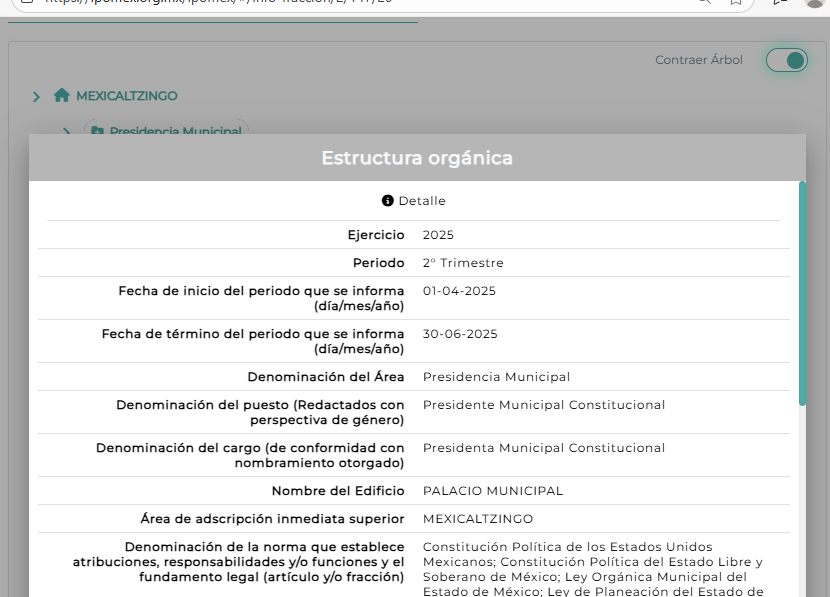 Contraer Árbol
MEXICALTZINGO
Presidencia Municipal
Estructura orgánica
Detalle
Ejercicio 2025
Periodo 2° Trimestre
Fecha de inicio del periodo que se informa 01-04-2025
(día/mes/año)
Fecha de término del periodo que se informa 30-06-2025
(día/mes/año)
Denominación del Área Presidencia Municipal
Denominación del puesto (Redactados con Presidente Municipal Constitucional
perspectiva de género)
Denominación del cargo (de conformidad con Presidenta Municipal Constitucional
nombramiento otorgado)
Nombre del Edificio PALACIO MUNICIPAL
Área de adscripción inmediata superior MEXICALTZINGO
Denominación de la norma que establece Constitución Política de los Estados Unidos
atribuciones, responsabilidades y/o funciones y el Mexicanos; Constitución Política del Estado Libre y
fundamento legal (artículo y/o fracción) Soberano de México; Ley Orgánica Municipal del
Estado de México; Ley de Planeación del Estado de